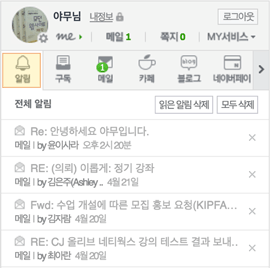 야무님 내정보 로그아웃
me 메일 1 쪽지 0 MY서비스
알림 구독 1 메일 카페 블로그 네이버페이
전체 알림 읽은 알림 삭제 모두 삭제
Re: 안녕하세요 야무입니다.
메일 | by 윤이사라 오후 2시 20분
RE: (의뢰) 이름게: 정기 강좌
메일 | by 김은주(Ashley .. 4월 21일
Fwd: 수업 개설에 따른 모집 홍보 요청(KIPFA...
메일 | by 김자람 4월 20일
RE: CJ 올리브 네티웍스 강의 테스트 결과 보내..
메일 | by 최아란 4월 20일